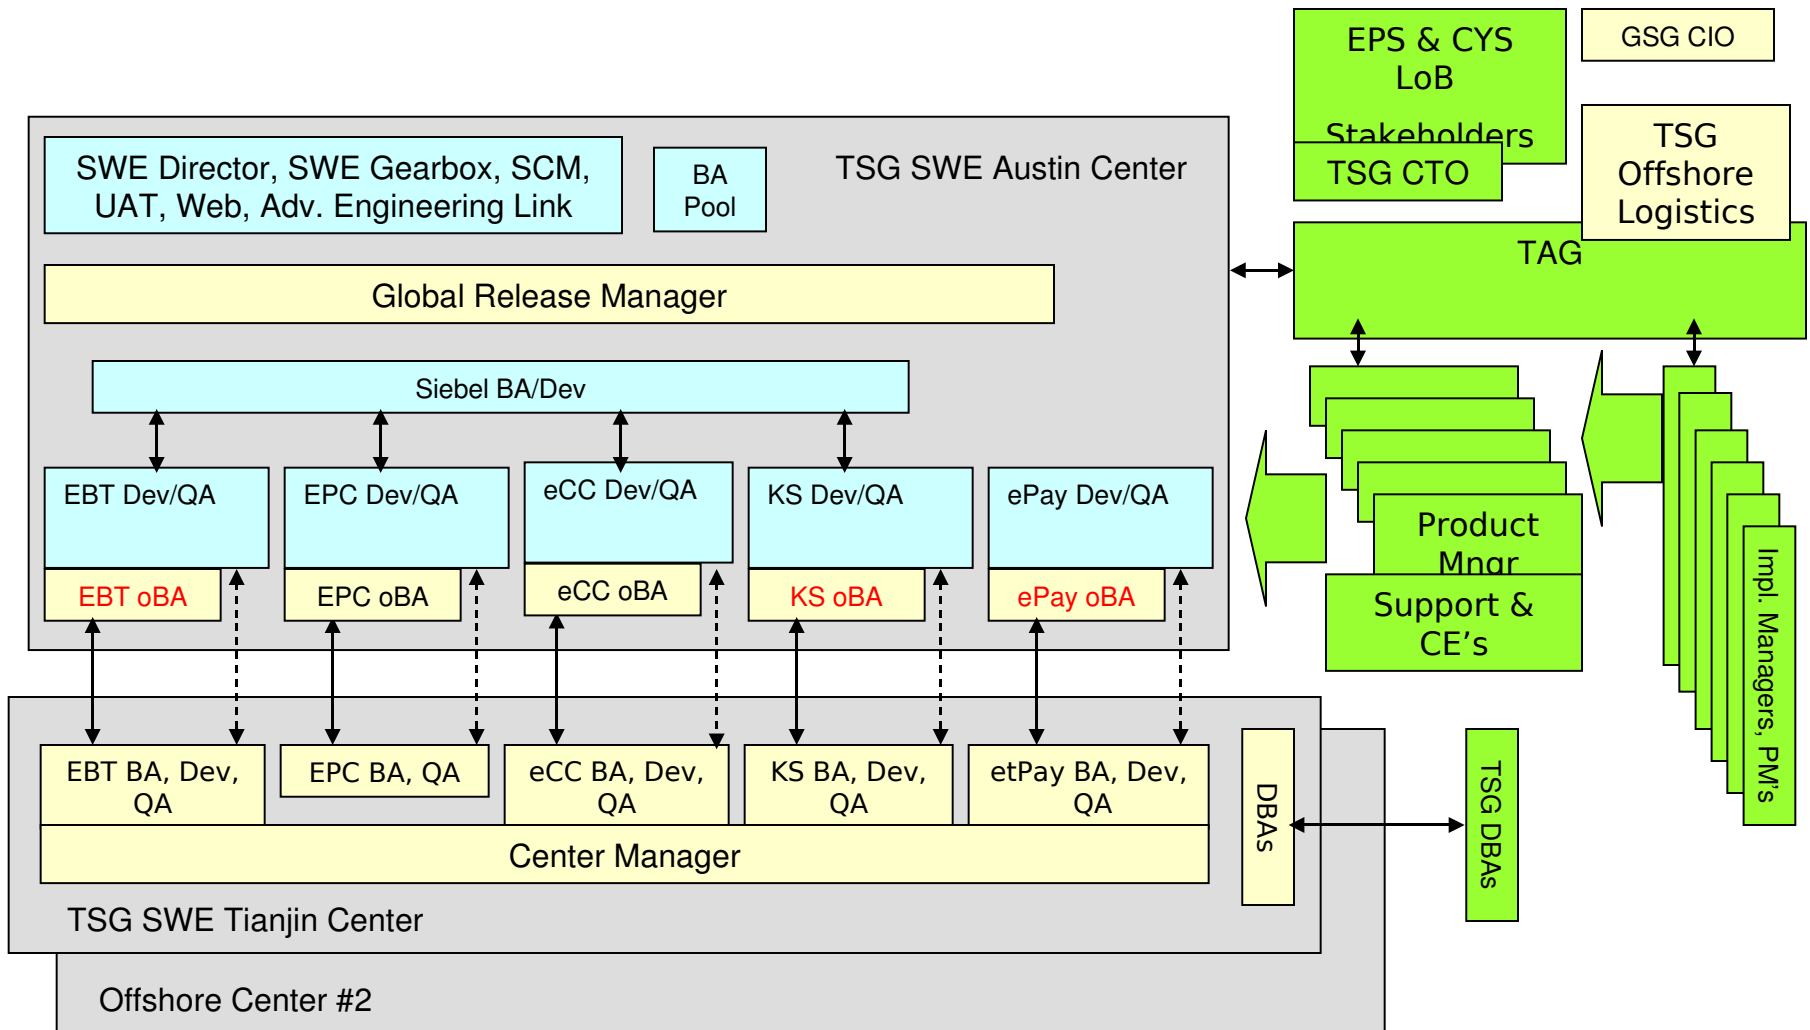 EPS & CYS
LoB
Stakeholders
TSG CTO
GSG CIO
TSG
Offshore
Logistics
TAG
SWE Director, SWE Gearbox, SCM,
UAT, Web, Adv. Engineering Link
BA
Pool
TSG SWE Austin Center
Global Release Manager
Siebel BA/Dev
EBT Dev/QA
EPC Dev/QA
eCC Dev/QA
KS Dev/QA
ePay Dev/QA
EBT oBA
EPC oBA
eCC oBA
KS oBA
ePay oBA
Product
Mngr
Support &
CE's
Impl. Managers, PM's
EBT BA, Dev,
QA
EPC BA, QA
eCC BA, Dev,
QA
KS BA, Dev,
QA
etPay BA, Dev,
QA
DBAs
TSG DBAs
Center Manager
TSG SWE Tianjin Center
Offshore Center #2